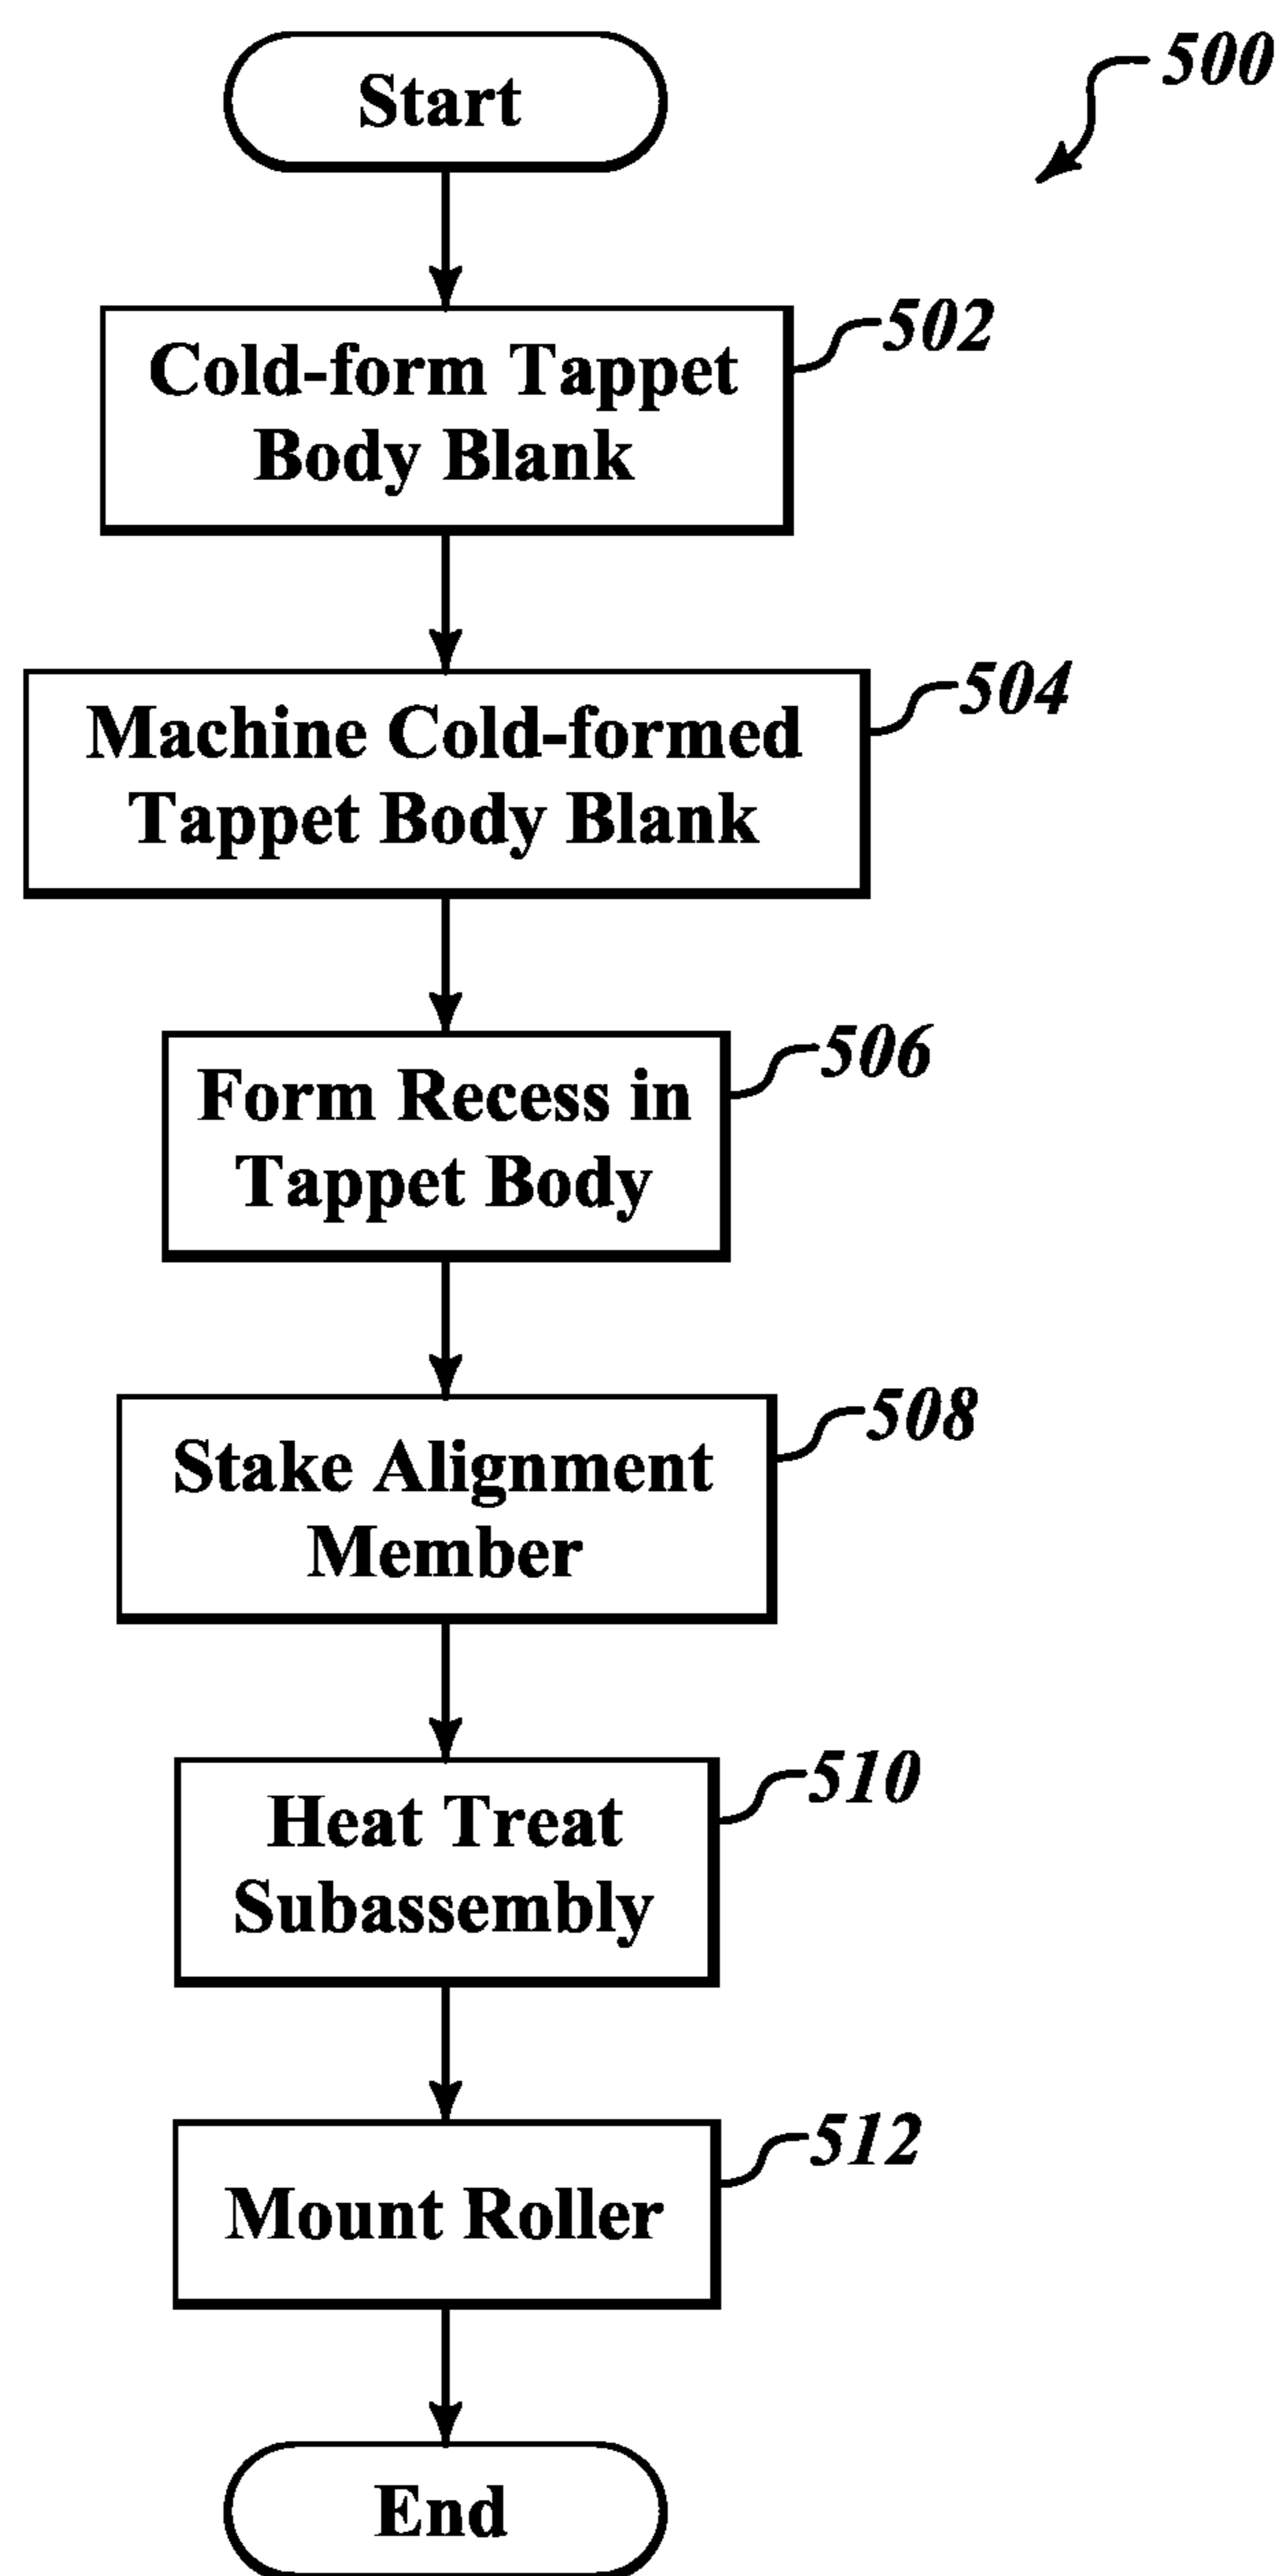 Start
500
Cold-form Tappet
Body Blank
502
Machine Cold-formed
Tappet Body Blank
504
Form Recess in
Tappet Body
506
Stake Alignment
Member
508
Heat Treat
Subassembly
510
Mount Roller
512
End